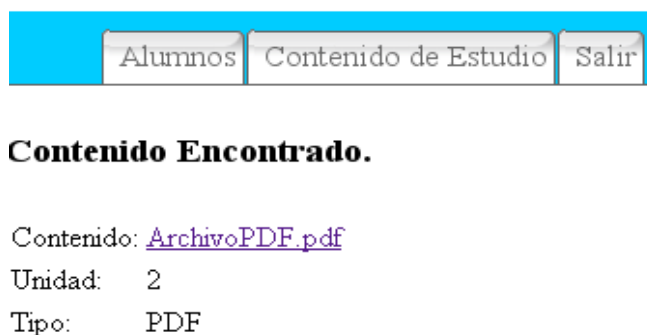 Alumnos Contenido de Estudio Salir
Contenido Encontrado.
Contenido: ArchivoPDF.pdf
Unidad: 2
Tipo: PDF